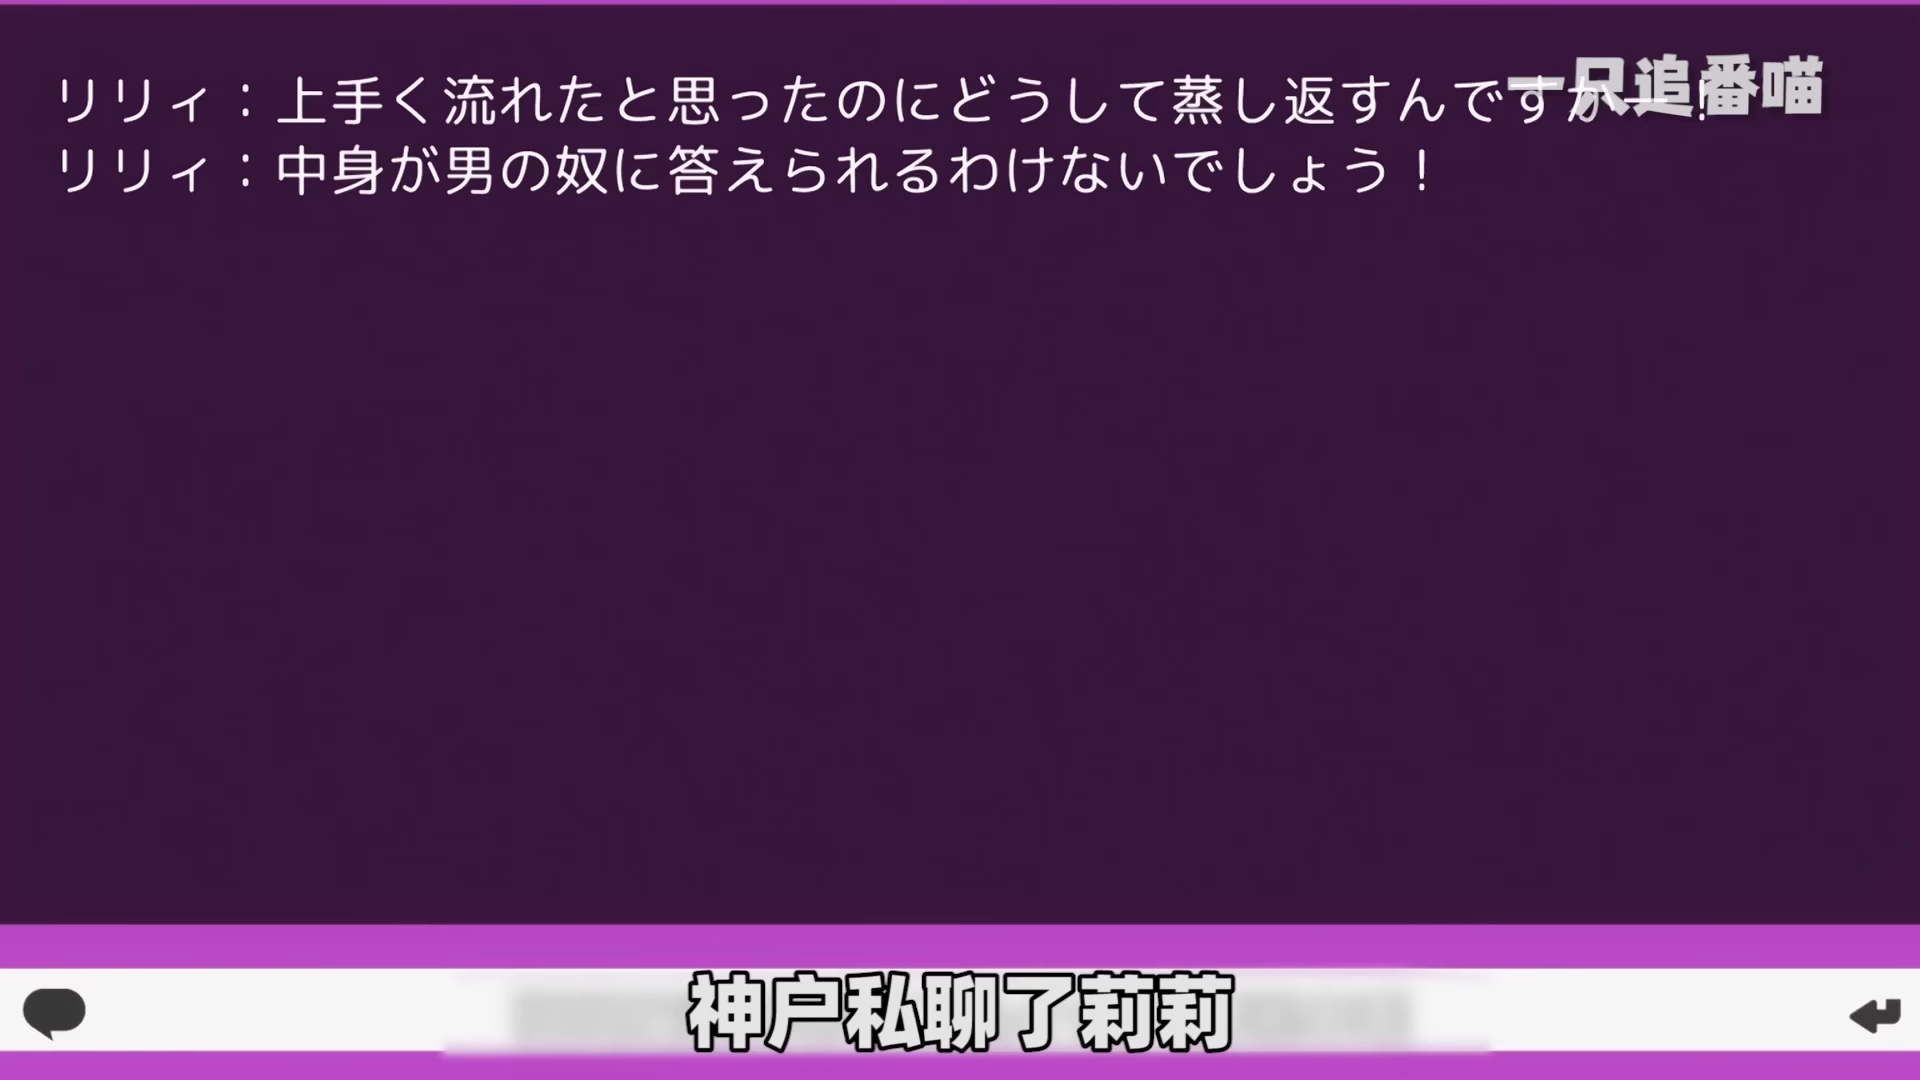 リリィ：上手く流れたと思ったのにどうして蒸し返すんですかー！
一只追番喵
リリィ：中身が男の奴に答えられるわけないでしょう！
神户私聊了莉莉